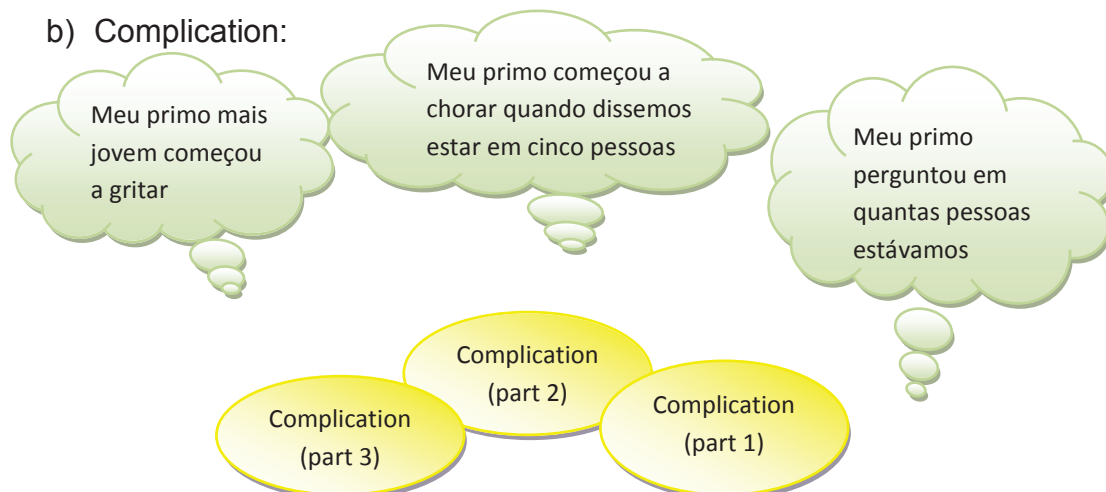 b) Complication:
Meu primo mais
jovem começou
a gritar
Meu primo começou a
chorar quando dissemos
estar em cinco pessoas
Meu primo
perguntou em
quantas pessoas
estávamos
Complication
(part 3)
Complication
(part 2)
Complication
(part 1)